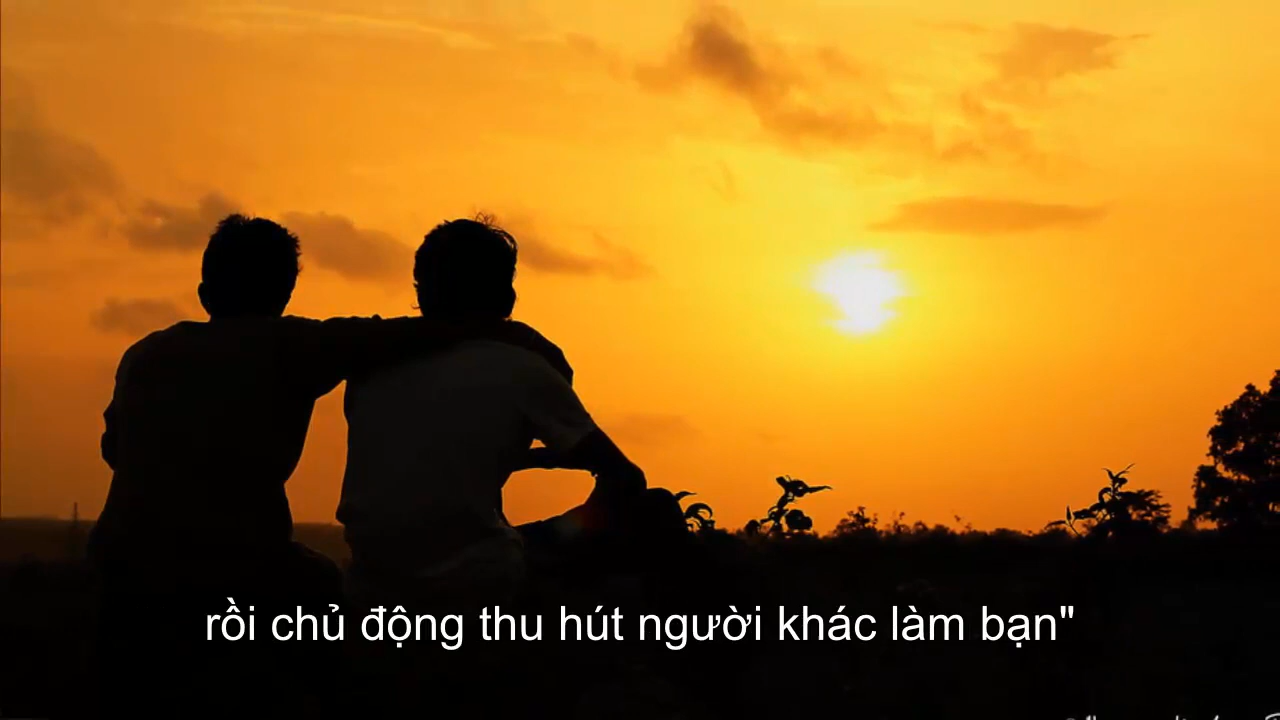 rồi chủ động thu hút người khác làm bạn"